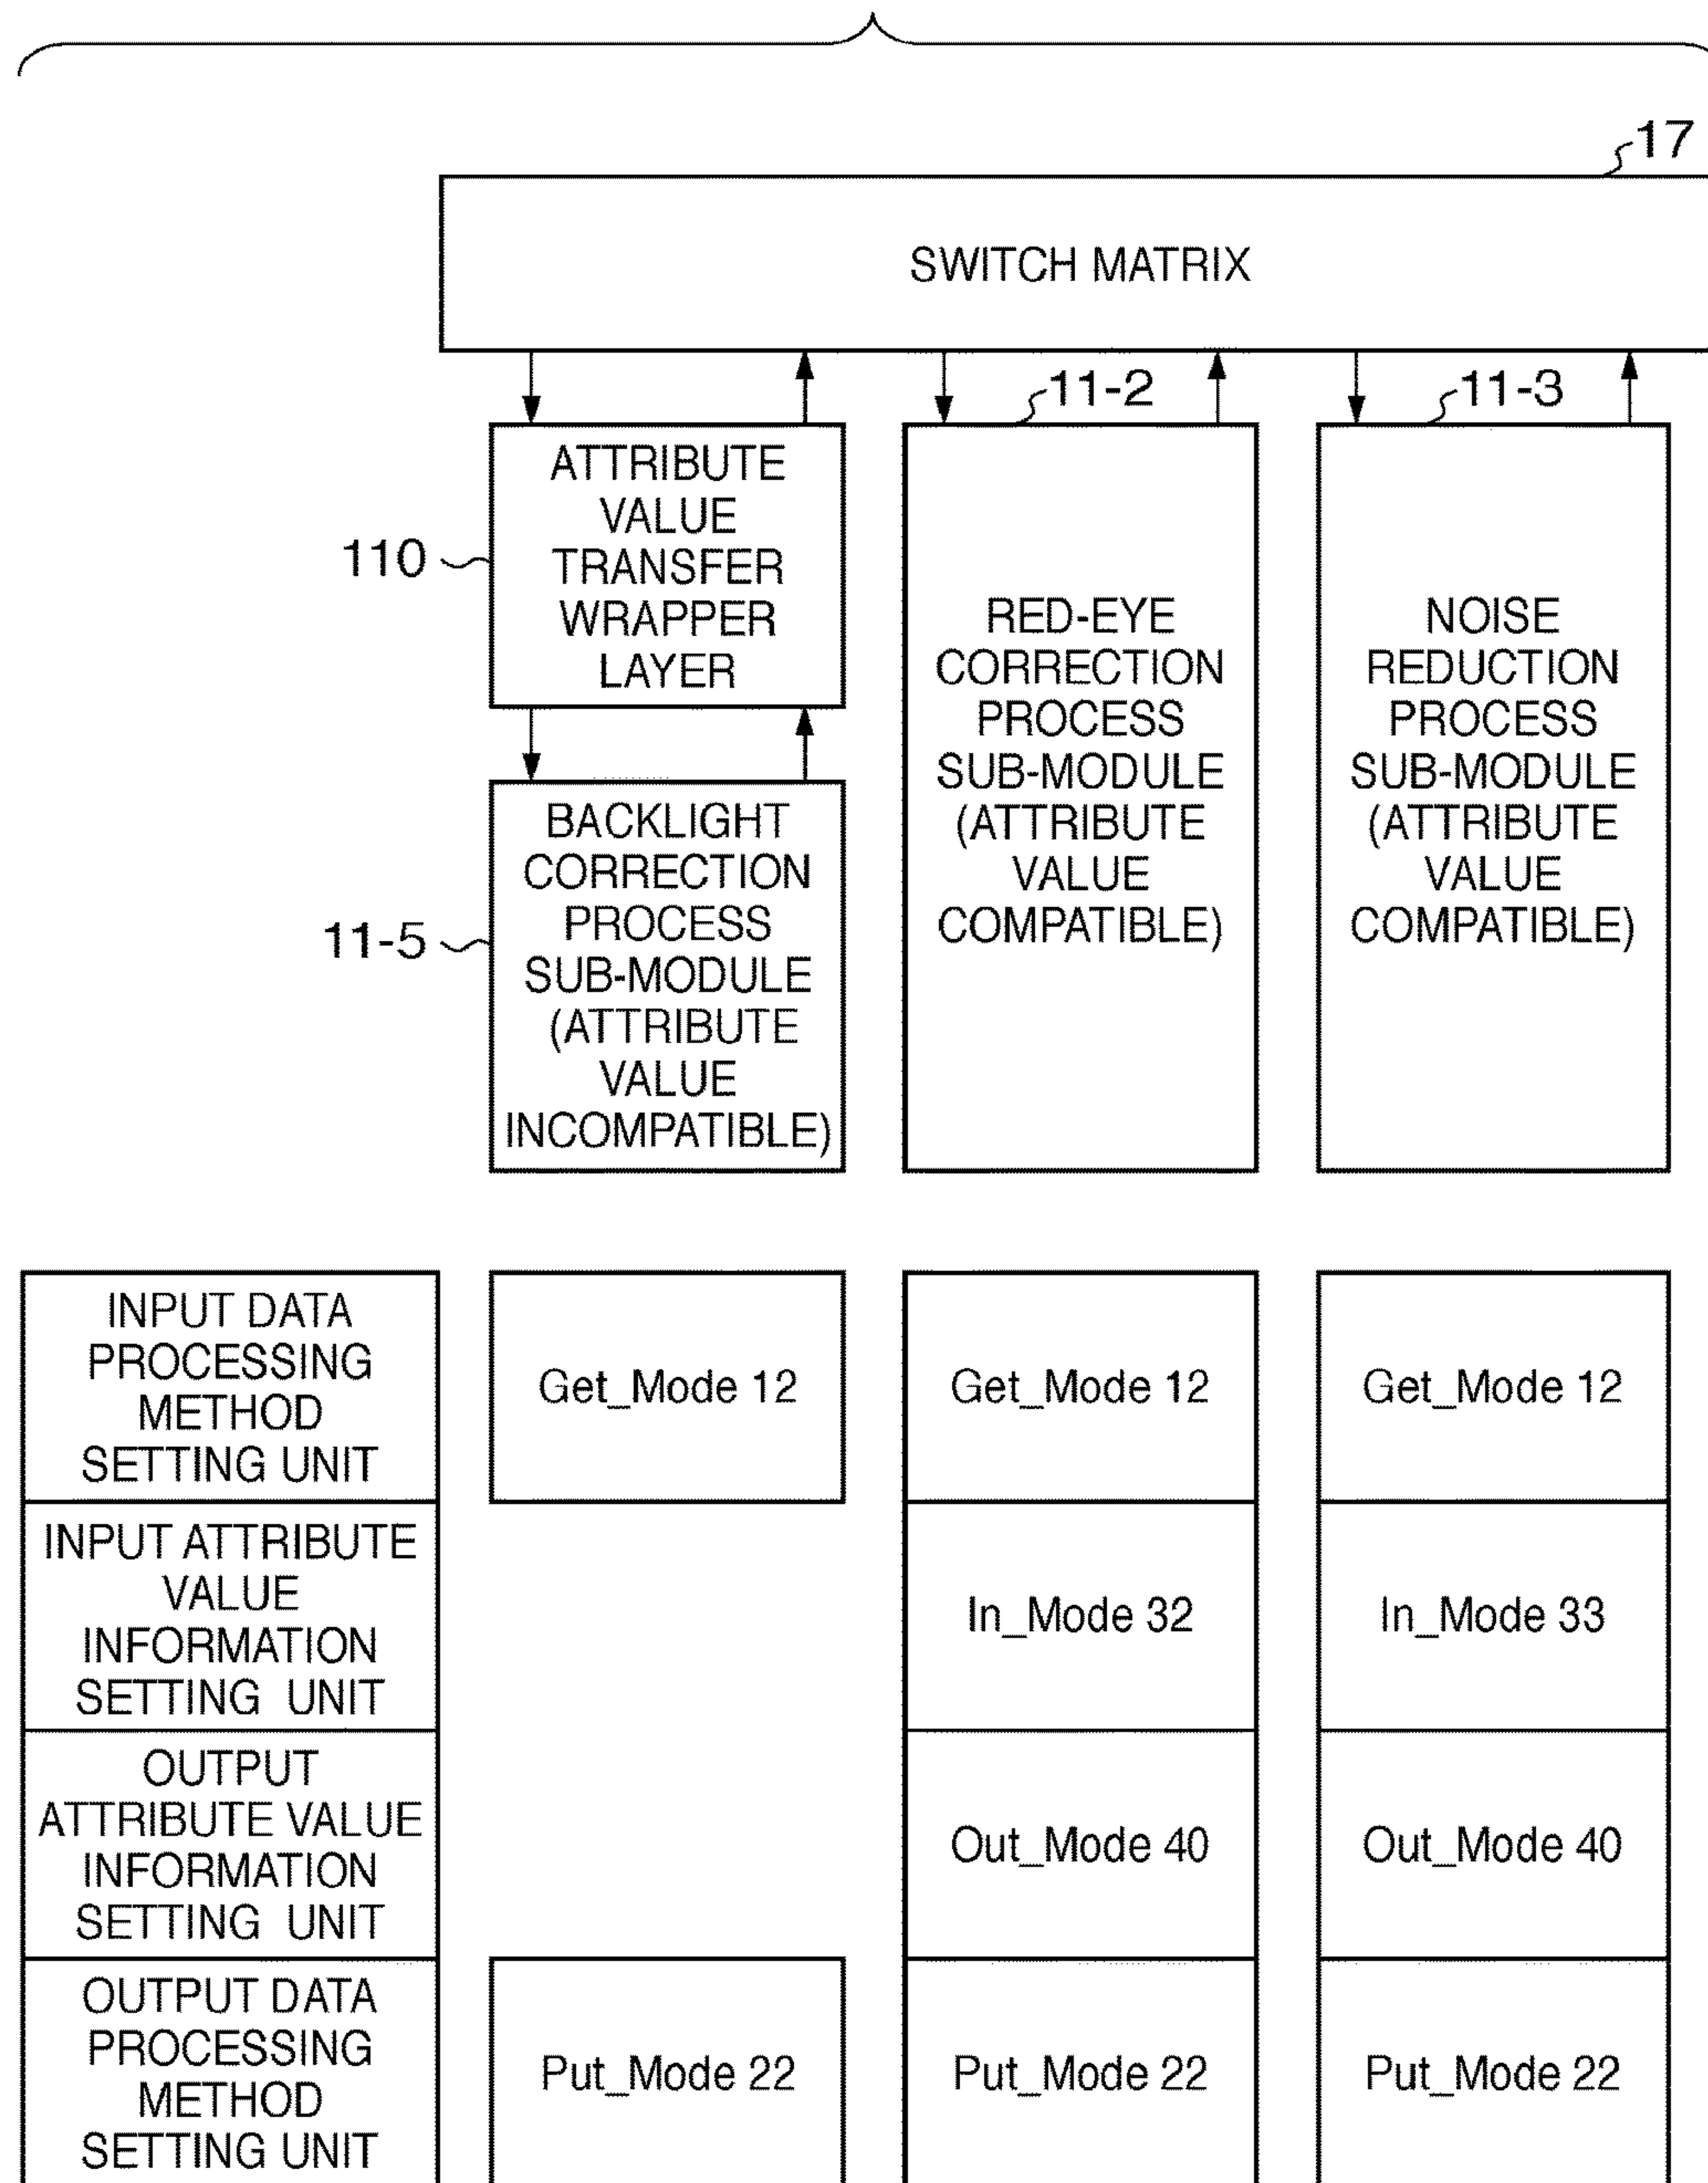 17
SWITCH MATRIX
11-2
11-3
110
ATTRIBUTE
VALUE
TRANSFER
WRAPPER
LAYER
11-5
BACKLIGHT
CORRECTION
PROCESS
SUB-MODULE
(ATTRIBUTE
VALUE
INCOMPATIBLE)
RED-EYE
CORRECTION
PROCESS
SUB-MODULE
(ATTRIBUTE
VALUE
COMPATIBLE)
NOISE
REDUCTION
PROCESS
SUB-MODULE
(ATTRIBUTE
VALUE
COMPATIBLE)
INPUT DATA
PROCESSING
METHOD
SETTING UNIT
Get_Mode 12
Get_Mode 12
Get_Mode 12
INPUT ATTRIBUTE
VALUE
INFORMATION
SETTING UNIT
In_Mode 32
In_Mode 33
OUTPUT
ATTRIBUTE VALUE
INFORMATION
SETTING UNIT
Out_Mode 40
Out_Mode 40
OUTPUT DATA
PROCESSING
METHOD
SETTING UNIT
Put_Mode 22
Put_Mode 22
Put_Mode 22